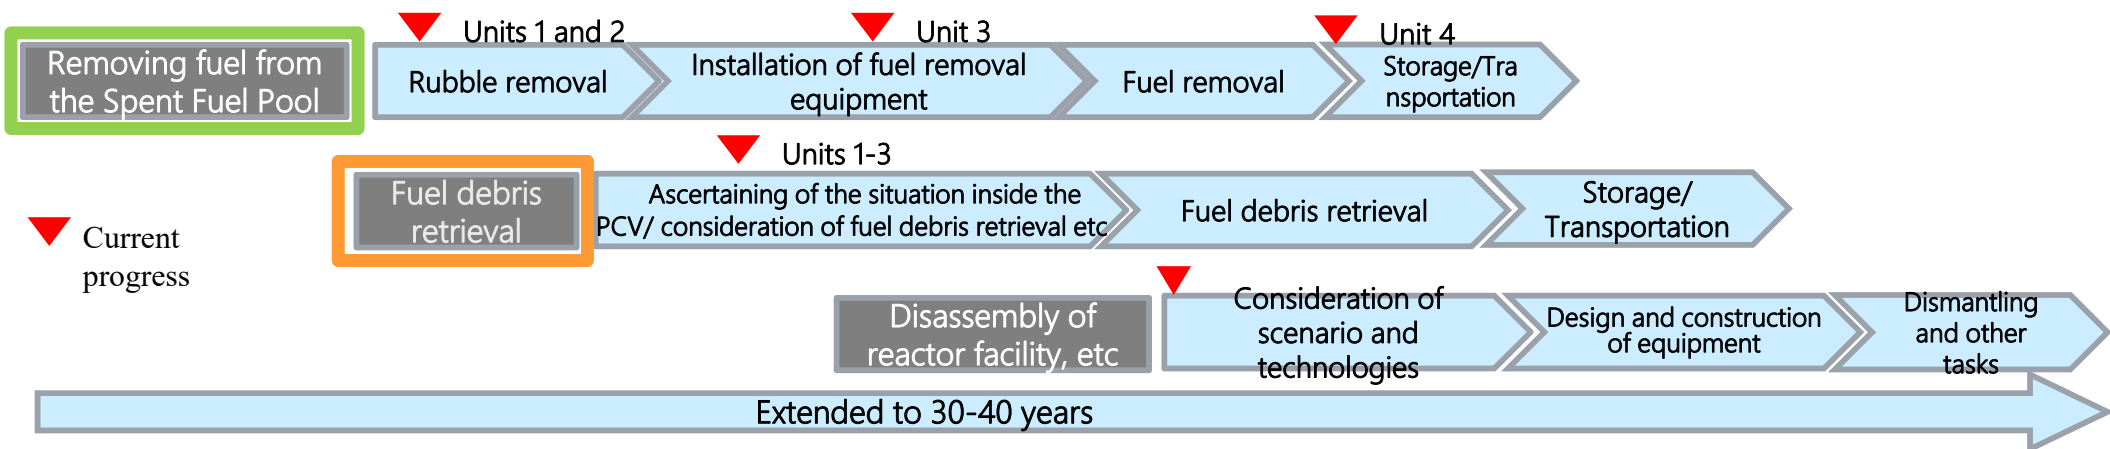 Units 1 and 2
Unit 3
Unit 4
Removing fuel from
the Spent Fuel Pool
Rubble removal
Installation of fuel removal
equipment
Fuel removal
Storage/Tra
nsportation
Units 1-3
Fuel debris
retrieval
Ascertaining of the situation inside the
PCV/ consideration of fuel debris retrieval etc
Fuel debris retrieval
Storage/
Transportation
Current
progress
Disassembly of
reactor facility, etc
Consideration of
scenario and
technologies
Design and construction
of equipment
Dismantling
and other
tasks
Extended to 30-40 years